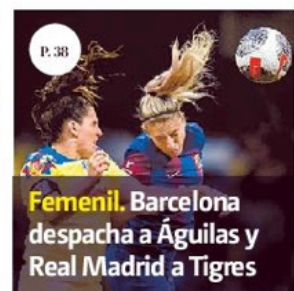 P. 38
Femenil. Barcelona
despacha a Águilas y
Real Madrid a Tigres